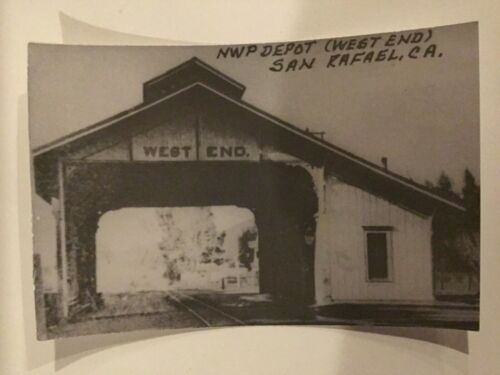 NWP DEPOT (WEST END)
SAN RAFAEL, CA.
WEST END.